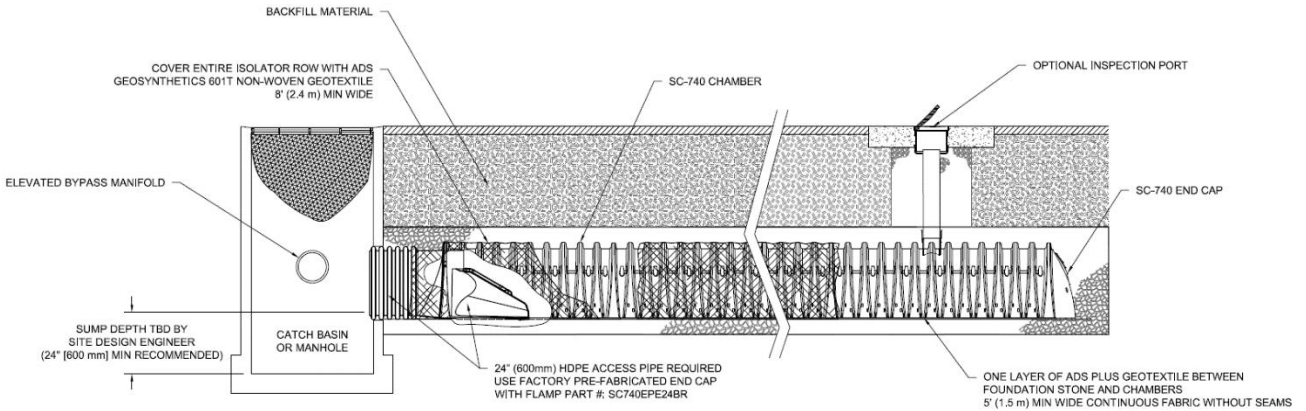 BACKFILL MATERIAL
COVER ENTIRE ISOLATOR ROW WITH ADS
GEOSYNTHETICS 601T NON-WOVEN GEOTEXTILE
8' (2.4 m) MIN WIDE
SC-740 CHAMBER
OPTIONAL INSPECTION PORT
ELEVATED BYPASS MANIFOLD
SC-740 END CAP
SUMP DEPTH TBD BY
SITE DESIGN ENGINEER
(24" [600 mm] MIN RECOMMENDED)
CATCH BASIN
OR MANHOLE
24" (600mm) HDPE ACCESS PIPE REQUIRED
USE FACTORY PRE-FABRICATED END CAP
WITH FLAMP PART #: SC740EPE24BR
ONE LAYER OF ADS PLUS GEOTEXTILE BETWEEN
FOUNDATION STONE AND CHAMBERS
5' (1.5 m) MIN WIDE CONTINUOUS FABRIC WITHOUT SEAMS